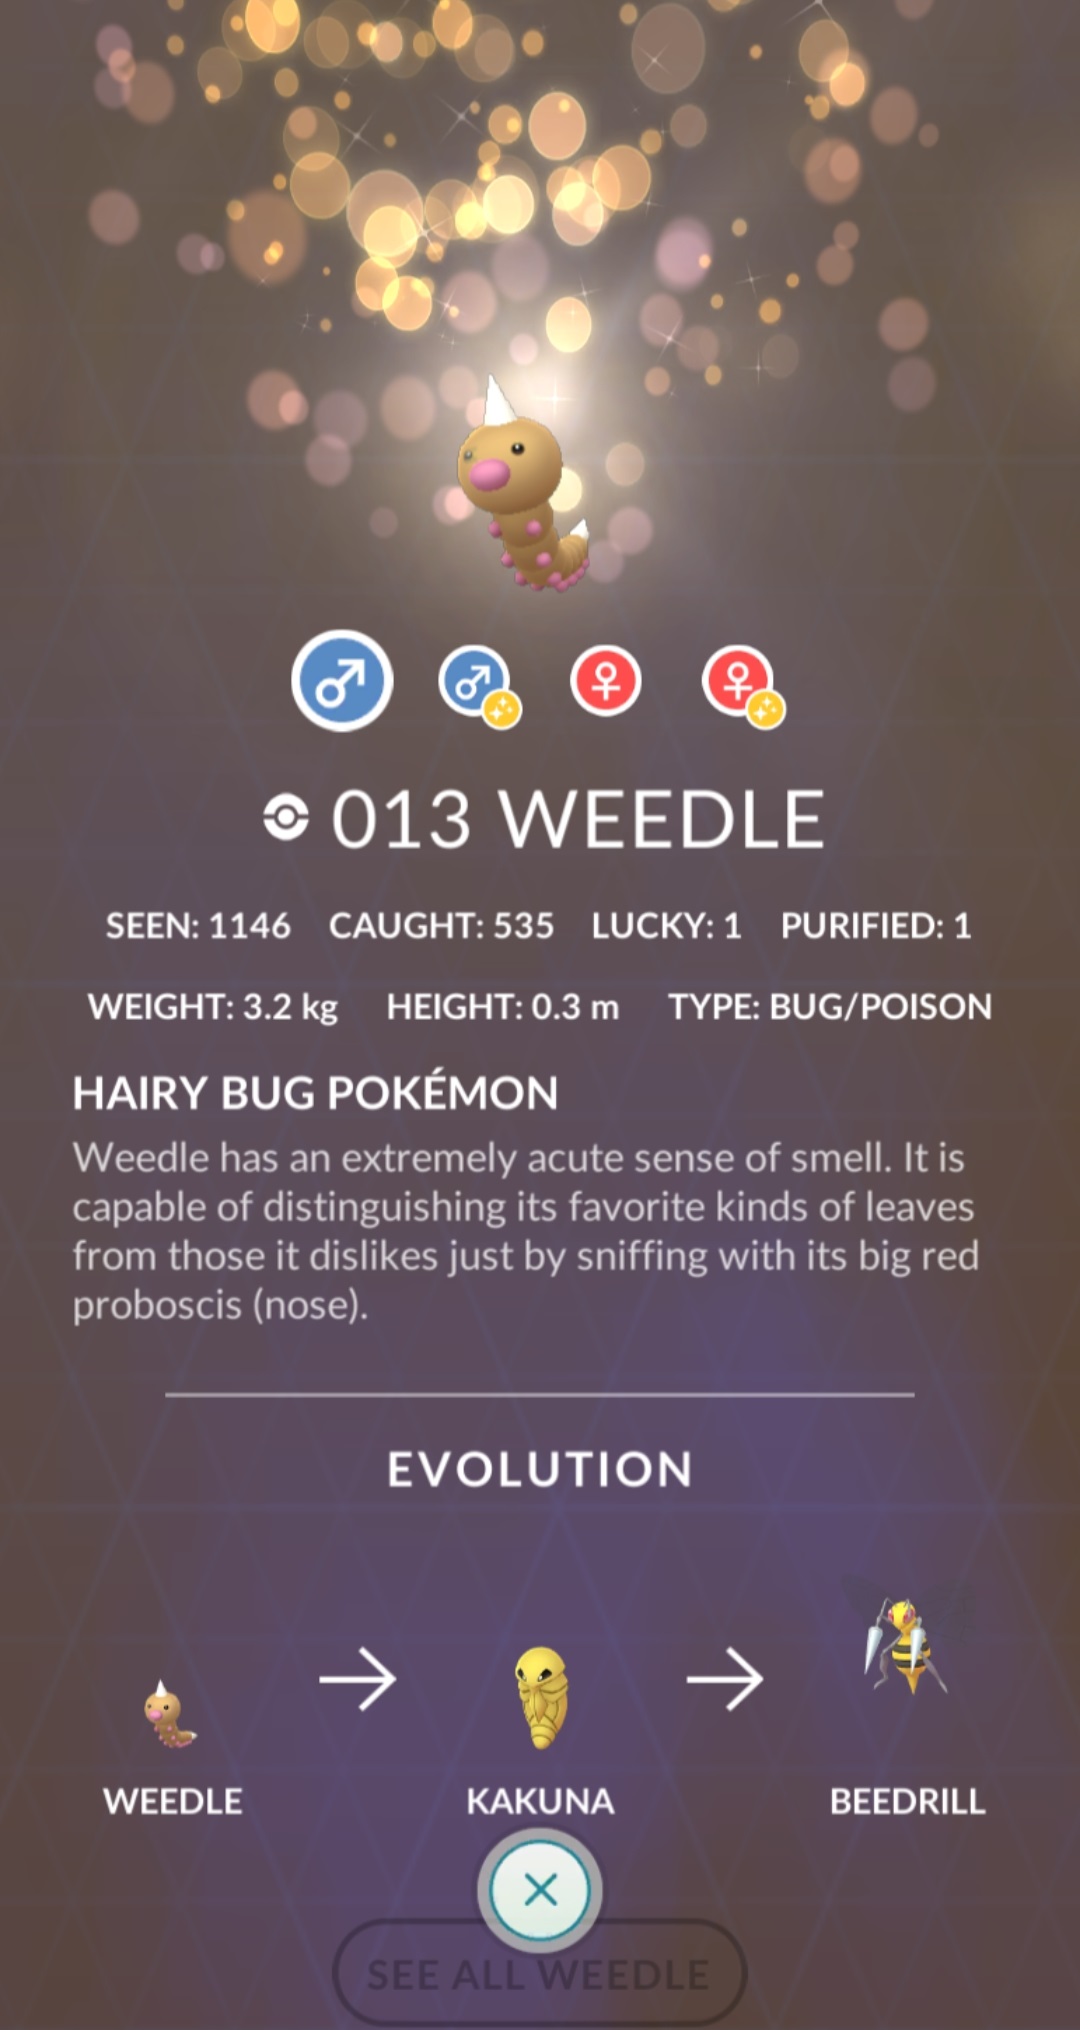 013 WEEDLE
SEEN: 1146 CAUGHT: 535 LUCKY: 1 PURIFIED: 1
WEIGHT: 3.2 kg HEIGHT: 0.3 m TYPE: BUG/POISON
HAIRY BUG POKÉMON
Weedle has an extremely acute sense of smell. It is
capable of distinguishing its favorite kinds of leaves
from those it dislikes just by sniffing with its big red
proboscis (nose).
EVOLUTION
WEEDLE KAKUNA BEEDRILL
SEE ALL WEEDLE